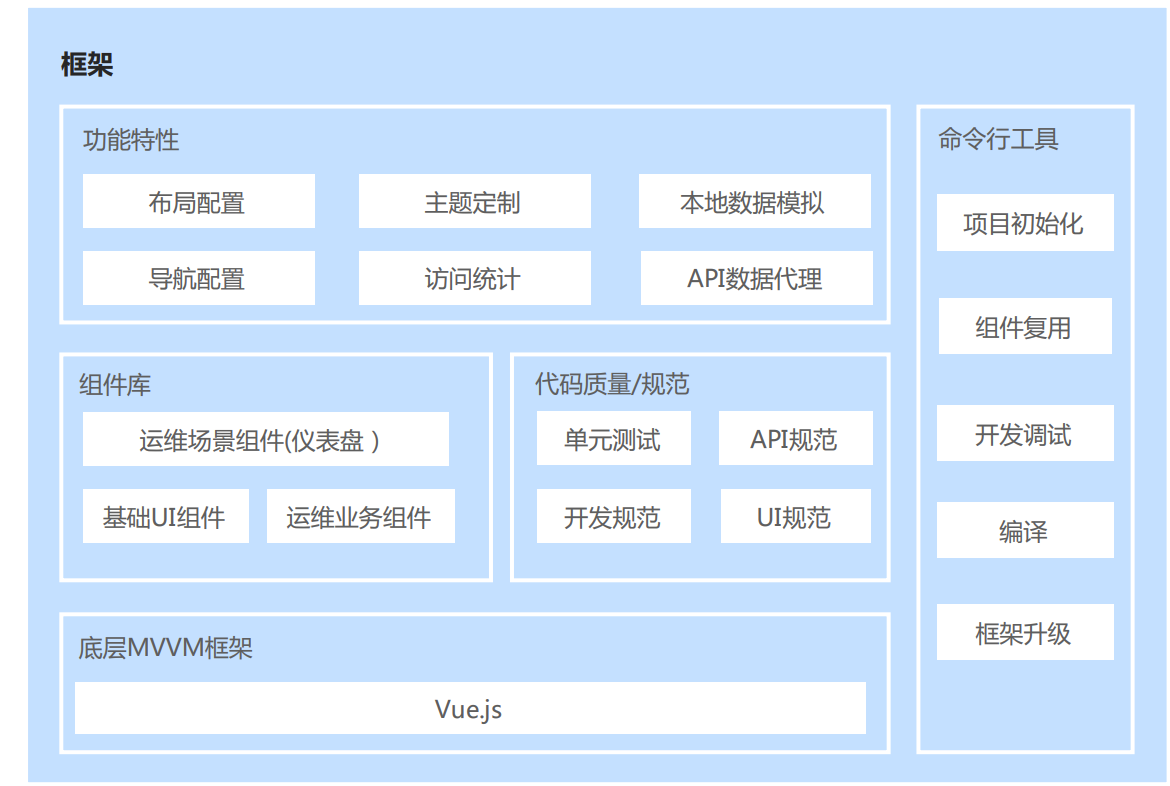 框架
功能特性
布局配置
主题定制
本地数据模拟
导航配置
访问统计
API数据代理
组件库
运维场景组件(仪表盘 )
基础UI组件
运维业务组件
代码质量/规范
单元测试
API规范
开发规范
UI规范
底层MVVM框架
Vue.js
命令行工具
项目初始化
组件复用
开发调试
编译
框架升级